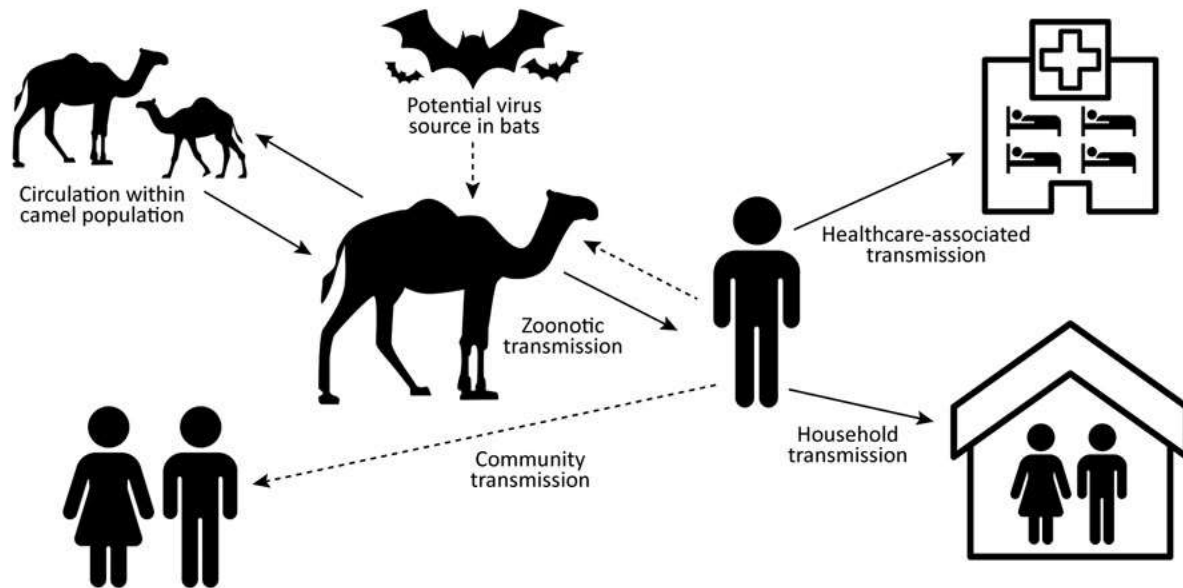 Potential virus
source in bats
Circulation within
camel population
Healthcare-associated
transmission
Zoonotic
transmission
Household
transmission
Community
transmission